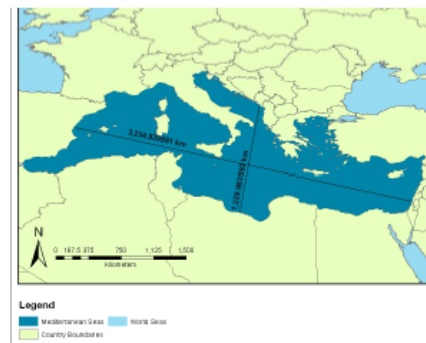 3,234.839881 km
N
0 187.5 375 750 1,125 1,500
Kilometers
Legend
Mediterranean Seas World Seas
Country Boundaries